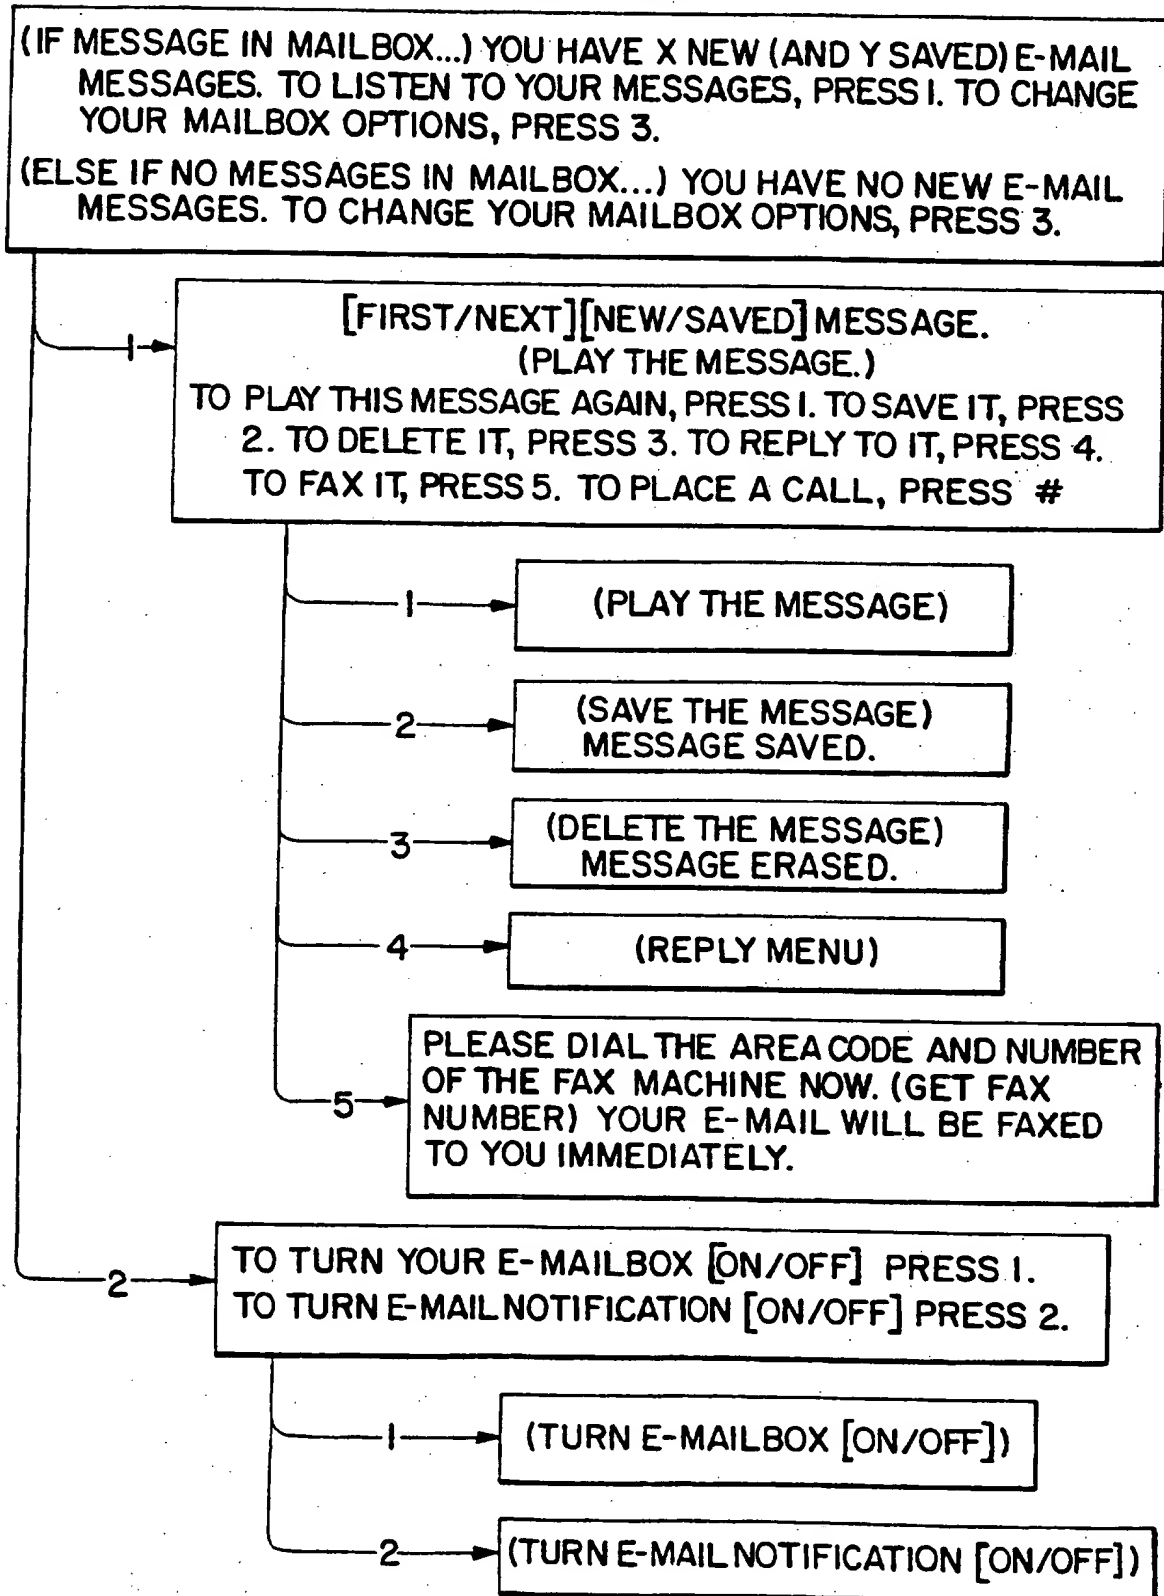 (IF MESSAGE IN MAILBOX...) YOU HAVE X NEW (AND Y SAVED) E-MAIL
MESSAGES. TO LISTEN TO YOUR MESSAGES, PRESS 1. TO CHANGE
YOUR MAILBOX OPTIONS, PRESS 3.
(ELSE IF NO MESSAGES IN MAILBOX...) YOU HAVE NO NEW E-MAIL
MESSAGES. TO CHANGE YOUR MAILBOX OPTIONS, PRESS 3.
1
[FIRST/NEXT][NEW/SAVED] MESSAGE.
(PLAY THE MESSAGE.)
TO PLAY THIS MESSAGE AGAIN, PRESS 1. TO SAVE IT, PRESS
2. TO DELETE IT, PRESS 3. TO REPLY TO IT, PRESS 4.
TO FAX IT, PRESS 5. TO PLACE A CALL, PRESS #
1
(PLAY THE MESSAGE)
2
(SAVE THE MESSAGE)
MESSAGE SAVED.
3
(DELETE THE MESSAGE)
MESSAGE ERASED.
4
(REPLY MENU)
5
PLEASE DIAL THE AREA CODE AND NUMBER
OF THE FAX MACHINE NOW. (GET FAX
NUMBER) YOUR E-MAIL WILL BE FAXED
TO YOU IMMEDIATELY.
2
TO TURN YOUR E-MAILBOX [ON/OFF] PRESS 1.
TO TURN E-MAIL NOTIFICATION [ON/OFF] PRESS 2.
1
(TURN E-MAILBOX [ON/OFF])
2
(TURN E-MAIL NOTIFICATION [ON/OFF])